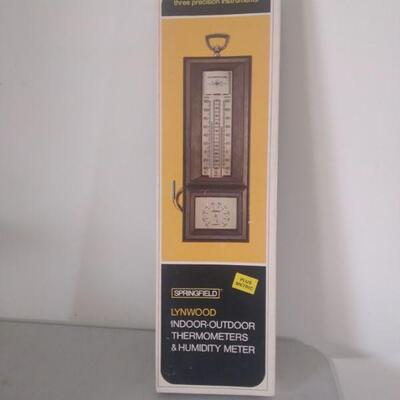 three precision instruments
SPRINGFIELD
PLUS
METRIC
LYNWOOD
INDOOR-OUTDOOR
THERMOMETERS
& HUMIDITY METER